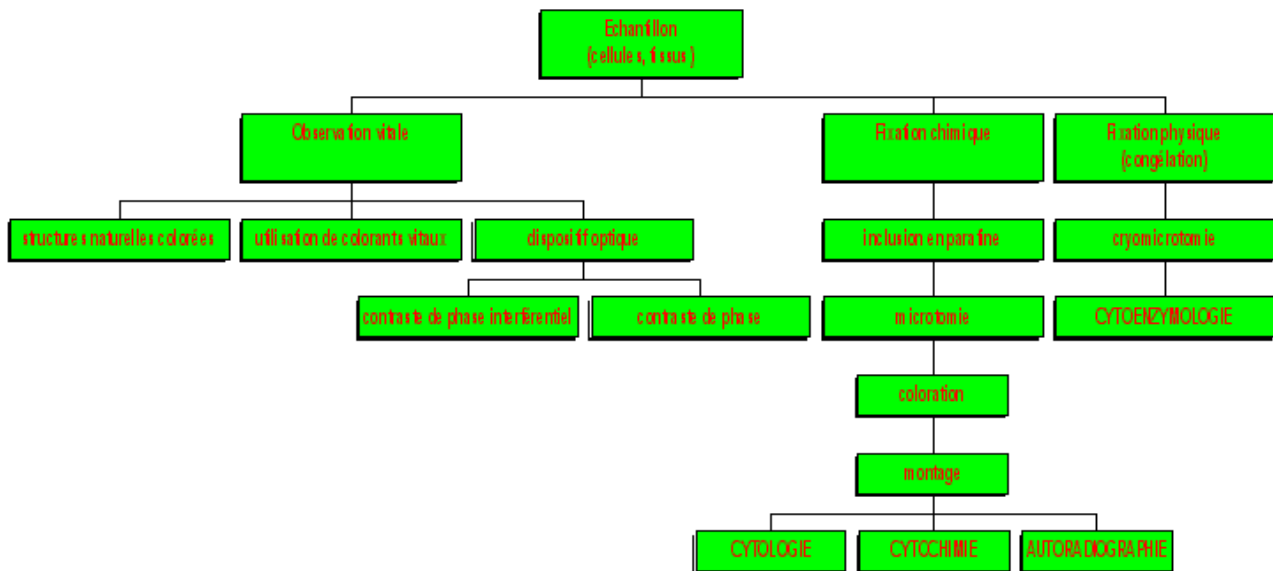 Echantillon
(cellules, tissus)
Observation vitale
Fixation chimique
Fixation physique
(congélation)
structures naturelles colorées
utilisation de colorants vitaux
dispositif optique
inclusion en parafine
cryomicrotomie
contraste de phase interférentiel
contraste de phase
microtomie
CYTOENZYMOLOGIE
coloration
montage
CYTOLOGIE
CYTOCHIMIE
AUTORADIOGRAPHIE